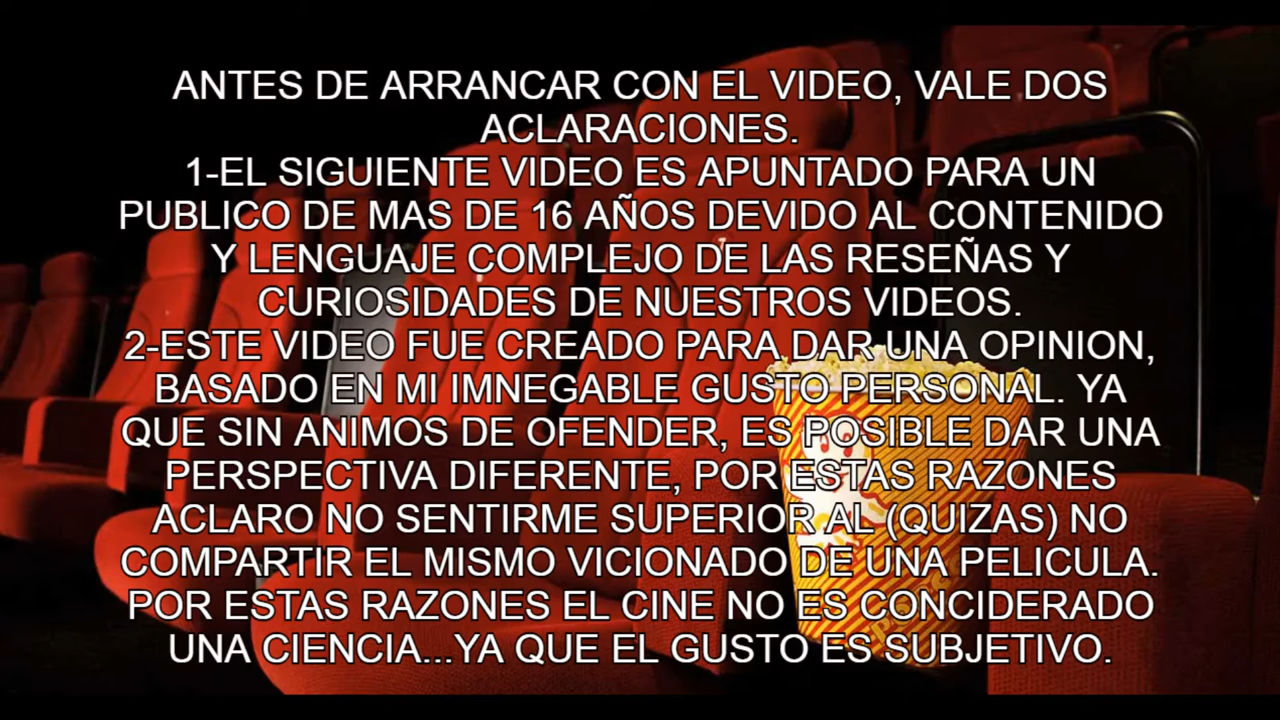 ANTES DE ARRANCAR CON EL VIDEO, VALE DOS
ACLARACIONES.
1-EL SIGUIENTE VIDEO ES APUNTADO PARA UN
PUBLICO DE MAS DE 16 AÑOS DEVIDO AL CONTENIDO
Y LENGUAJE COMPLEJO DE LAS RESEÑAS Y
CURIOSIDADES DE NUESTROS VIDEOS.
2-ESTE VIDEO FUE CREADO PARA DAR UNA OPINION,
BASADO EN MI IMNEGABLE GUSTO PERSONAL. YA
QUE SIN ANIMOS DE OFENDER, ES POSIBLE DAR UNA
PERSPECTIVA DIFERENTE, POR ESTAS RAZONES
ACLARO NO SENTIRME SUPERIOR AL (QUIZAS) NO
COMPARTIR EL MISMO VICIONADO DE UNA PELICULA.
POR ESTAS RAZONES EL CINE NO ES CONCIDERADO
UNA CIENCIA...YA QUE EL GUSTO ES SUBJETIVO.